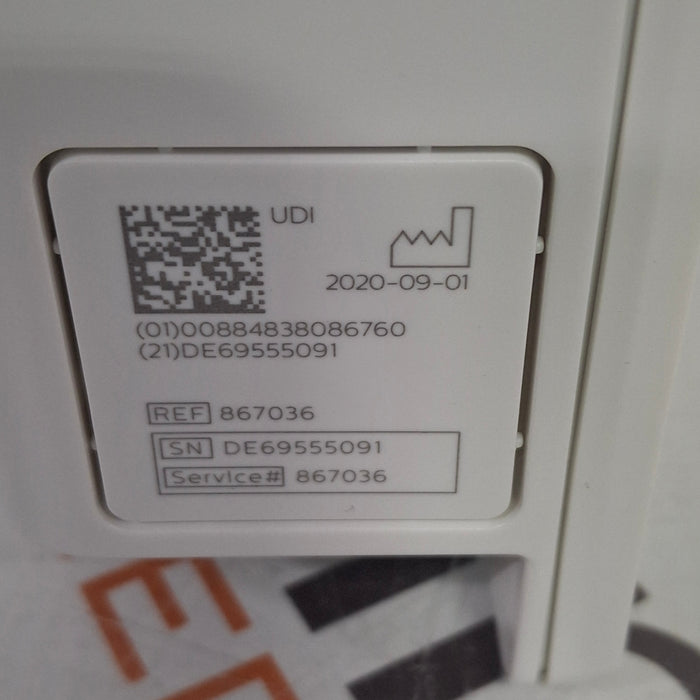 UDI
2020-09-01
(01)00884838086760
(21)DE69555091
REF 867036
SN DE69555091
Service# 867036